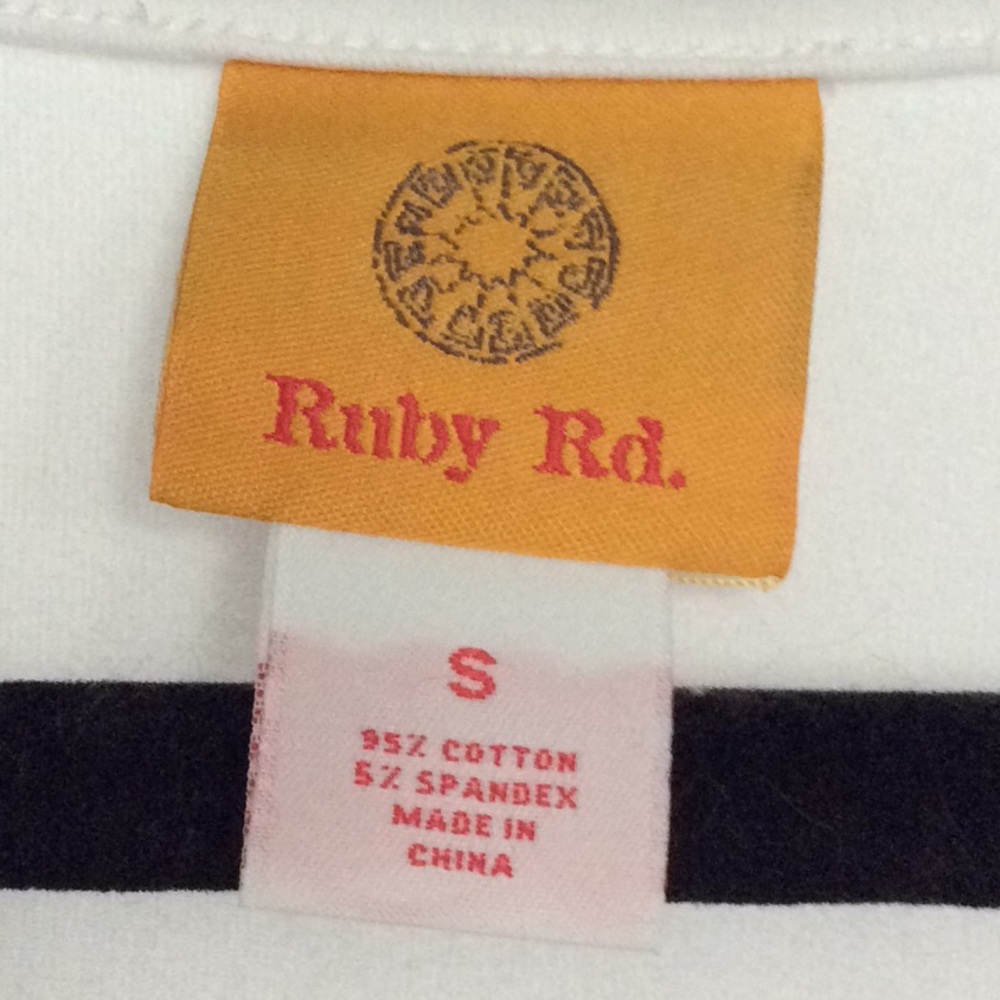 Ruby Rd.
S
95% COTTON
5% SPANDEX
MADE IN
CHINA